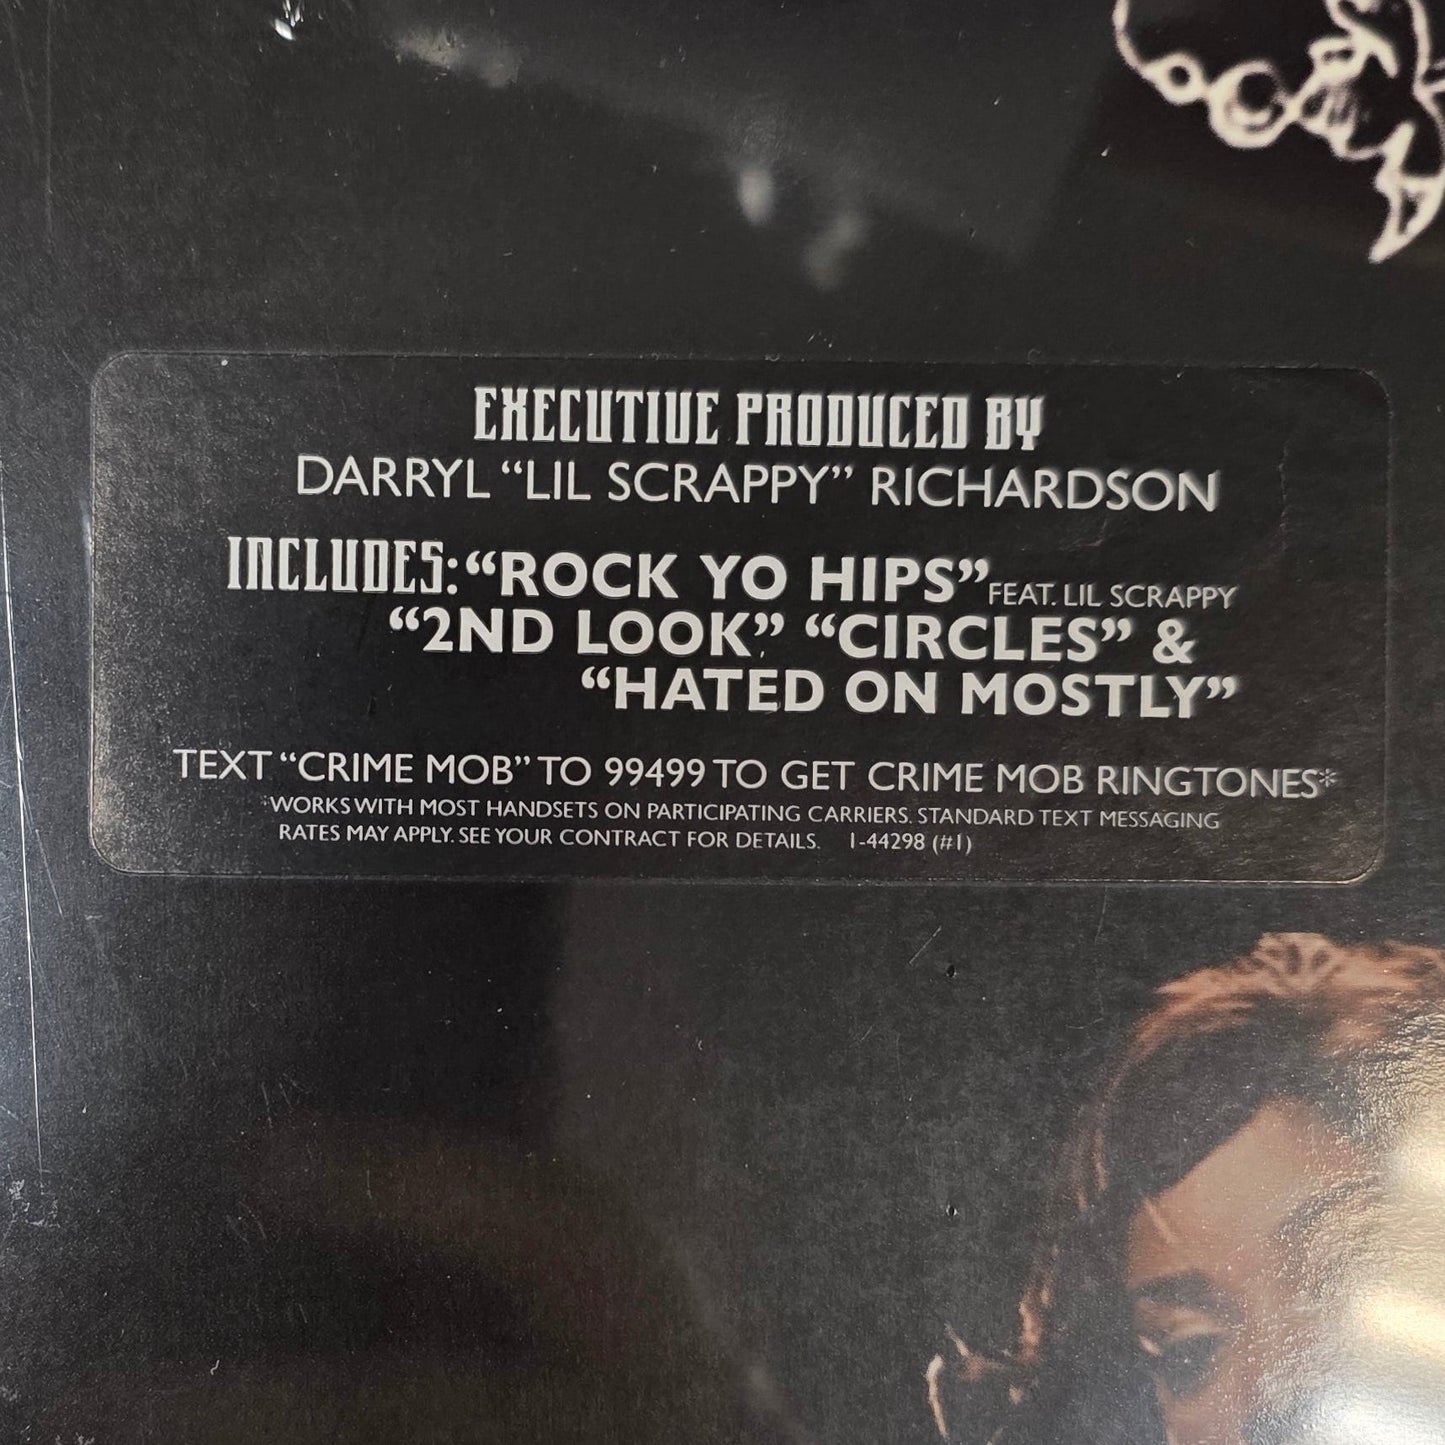 EXECUTIVE PRODUCED BY
DARRYL “LIL SCRAPPY” RICHARDSON
INCLUDES: “ROCK YO HIPS” FEAT. LIL SCRAPPY
“2ND LOOK”, “CIRCLES” &
“HATED ON MOSTLY”
TEXT “CRIME MOB” TO 99499 TO GET CRIME MOB RINGTONES*
*WORKS WITH MOST HANDSETS ON PARTICIPATING CARRIERS. STANDARD TEXT MESSAGING
RATES MAY APPLY. SEE YOUR CONTRACT FOR DETAILS. 1-44298 (#1)